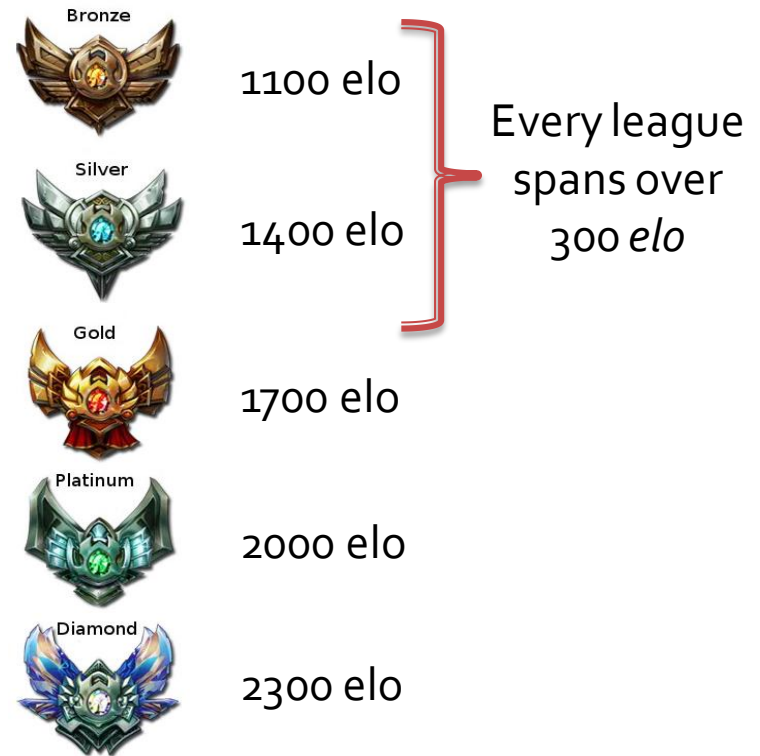 Bronze
1100 elo
Silver
1400 elo
Every league
spans over
300 elo
Gold
1700 elo
Platinum
2000 elo
Diamond
2300 elo